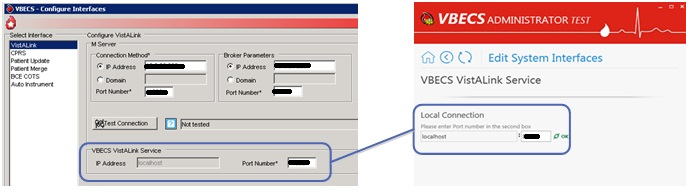 VBECS - Configure Interfaces
Select Interface
VistALink
CPRS
Patient Update
Patient Merge
BCE COTS
Auto Instrument
Configure VistALink
M Server
Connection Method*
IP Address
Domain
Port Number*
Broker Parameters
IP Address
Domain
Port Number*
Test Connection
Not tested
VBECS VistALink Service
IP Address localhost Port Number*
VBECS ADMINISTRATOR TEST
Edit System Interfaces
VBECS VistALink Service
Local Connection
Please enter Port number in the second box
localhost : OK